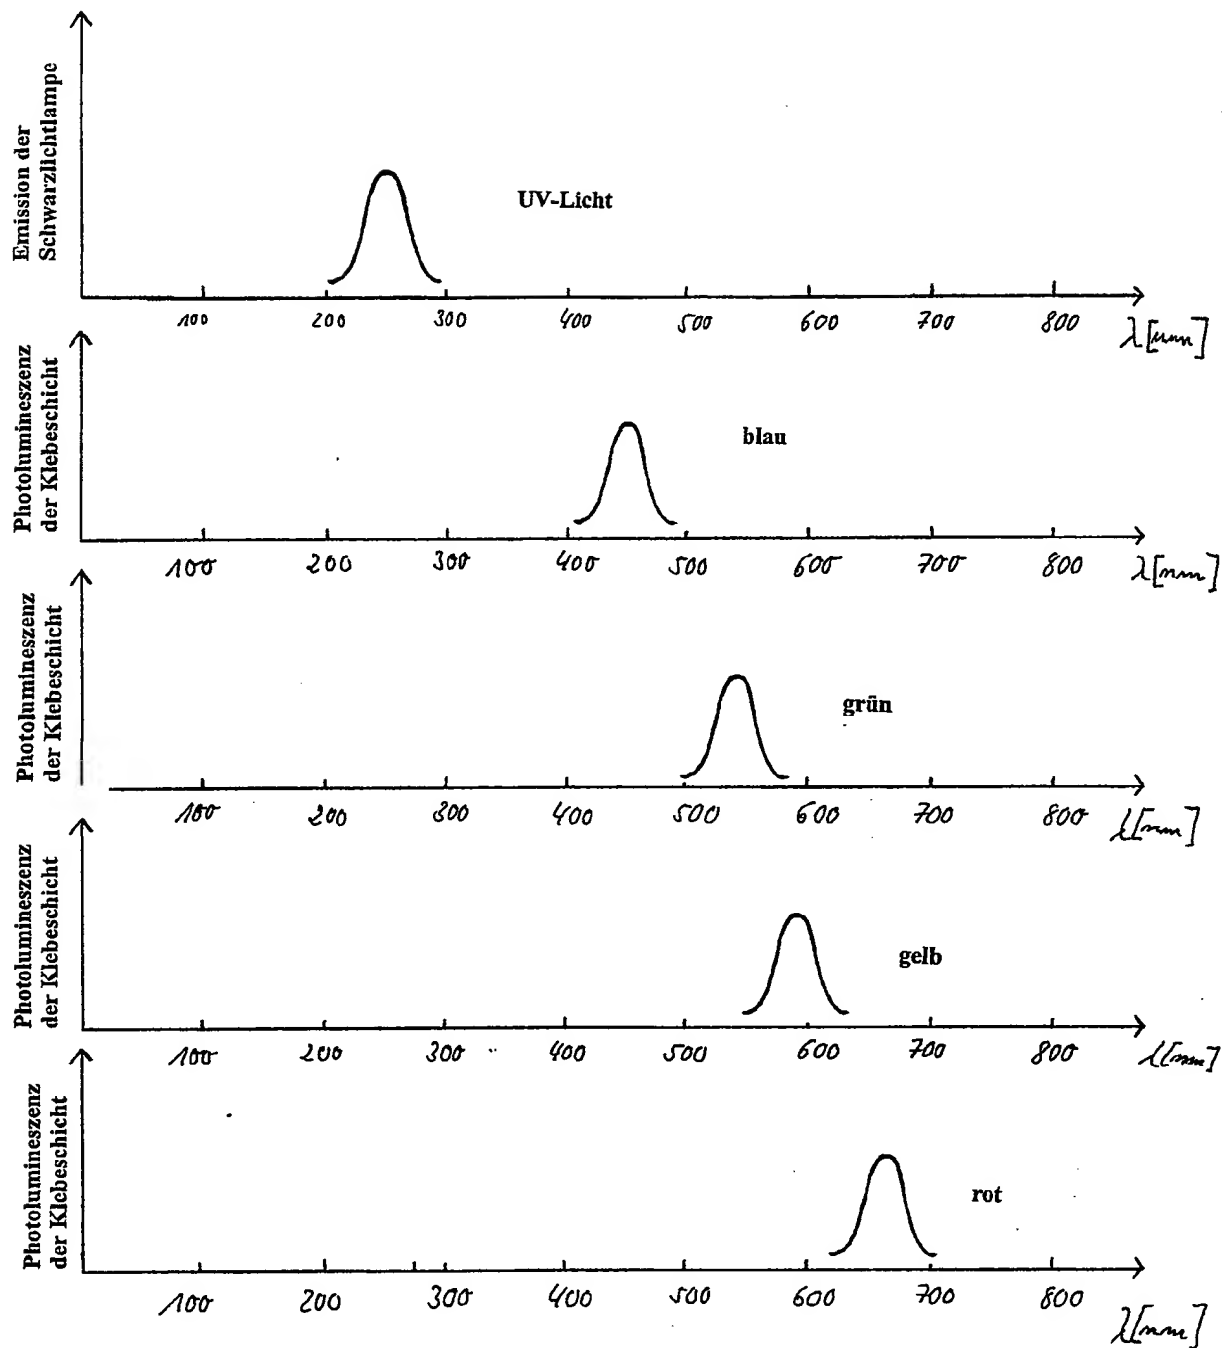 Emission der
Schwarzlichtlampe
UV-Licht
100 200 300 400 500 600 700 800
λ[nm]
Photolumineszenz
der Klebeschicht
blau
100 200 300 400 500 600 700 800 λ[nm]
Photolumineszenz
der Klebeschicht
grün
100 200 300 400 500 600 700 800 λ[nm]
Photolumineszenz
der Klebeschicht
gelb
100 200 300 400 500 600 700 800 λ[nm]
Photolumineszenz
der Klebeschicht
rot
100 200 300 400 500 600 700 800
λ[nm]